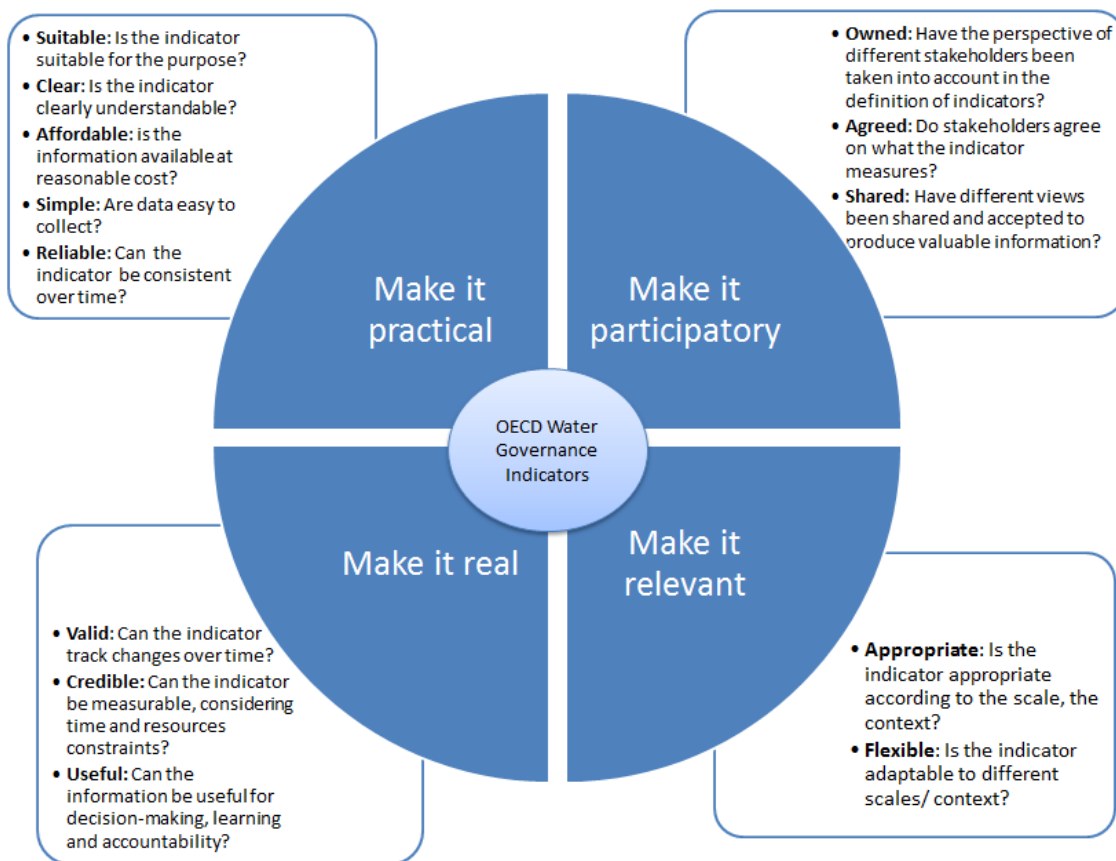 • Suitable: Is the indicator
suitable for the purpose?
• Clear: Is the indicator
clearly understandable?
• Affordable: is the
information available at
reasonable cost?
• Simple: Are data easy to
collect?
• Reliable: Can the
indicator be consistent
over time?
• Owned: Have the perspective of
different stakeholders been
taken into account in the
definition of indicators?
• Agreed: Do stakeholders agree
on what the indicator
measures?
• Shared: Have different views
been shared and accepted to
produce valuable information?
Make it
practical
Make it
participatory
OECD Water
Governance
Indicators
Make it real
Make it
relevant
• Valid: Can the indicator
track changes over time?
• Credible: Can the indicator
be measurable, considering
time and resources
constraints?
• Useful: Can the
information be useful for
decision-making, learning
and accountability?
• Appropriate: Is the
indicator appropriate
according to the scale, the
context?
• Flexible: Is the indicator
adaptable to different
scales/ context?